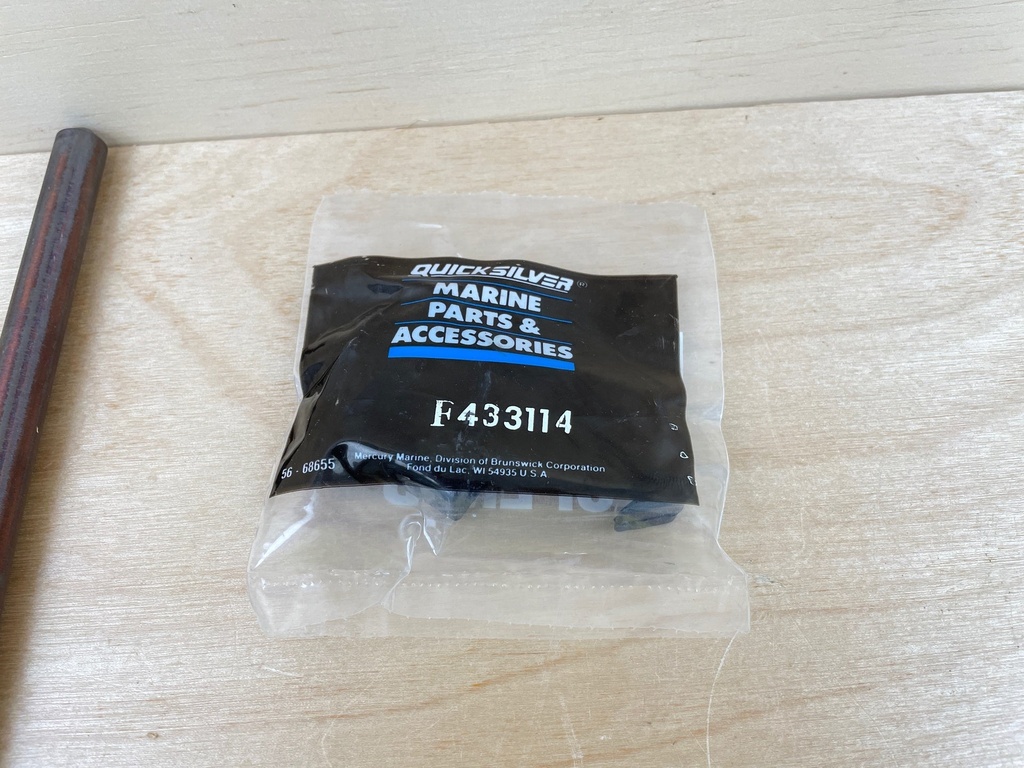 QUICKSILVER®
MARINE
PARTS &
ACCESSORIES
F433114
56 - 68655
Mercury Marine, Division of Brunswick Corporation
Fond du Lac, WI 54935 U.S.A.